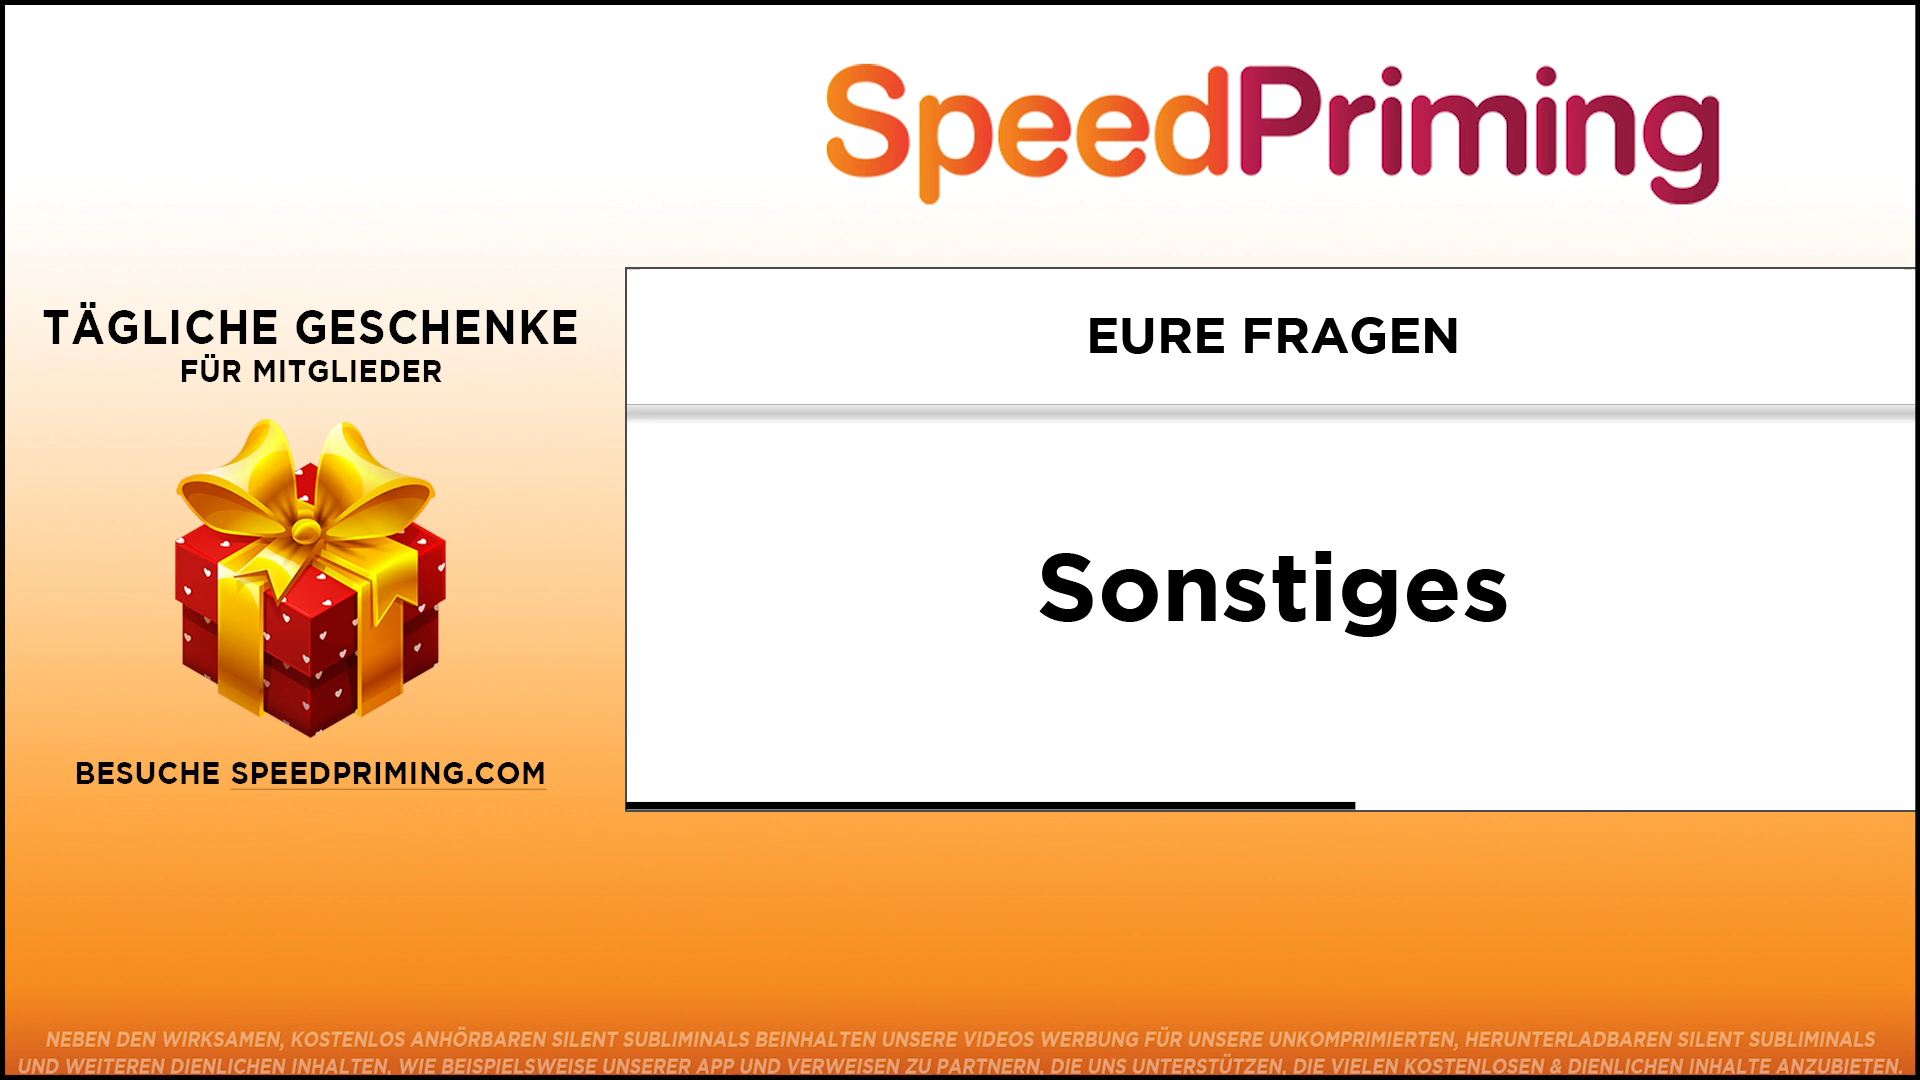 SpeedPriming
TÄGLICHE GESCHENKE
FÜR MITGLIEDER
BESUCHE SPEEDPRIMING.COM
EURE FRAGEN
Sonstiges
NEBEN DEN WIRKSAMEN, KOSTENLOS ANHÖRBAREN SILENT SUBLIMINALS BEINHALTEN UNSERE VIDEOS WERBUNG FÜR UNSERE UNKOMPRIMIERTEN, HERUNTERLADBAREN SILENT SUBLIMINALS
UND WEITEREN DIENLICHEN INHALTEN, WIE BEISPIELSWEISE UNSERER APP UND VERWEISEN ZU PARTNERN, DIE UNS UNTERSTÜTZEN, DIE VIELEN KOSTENLOSEN & DIENLICHEN INHALTE ANZUBIETEN.